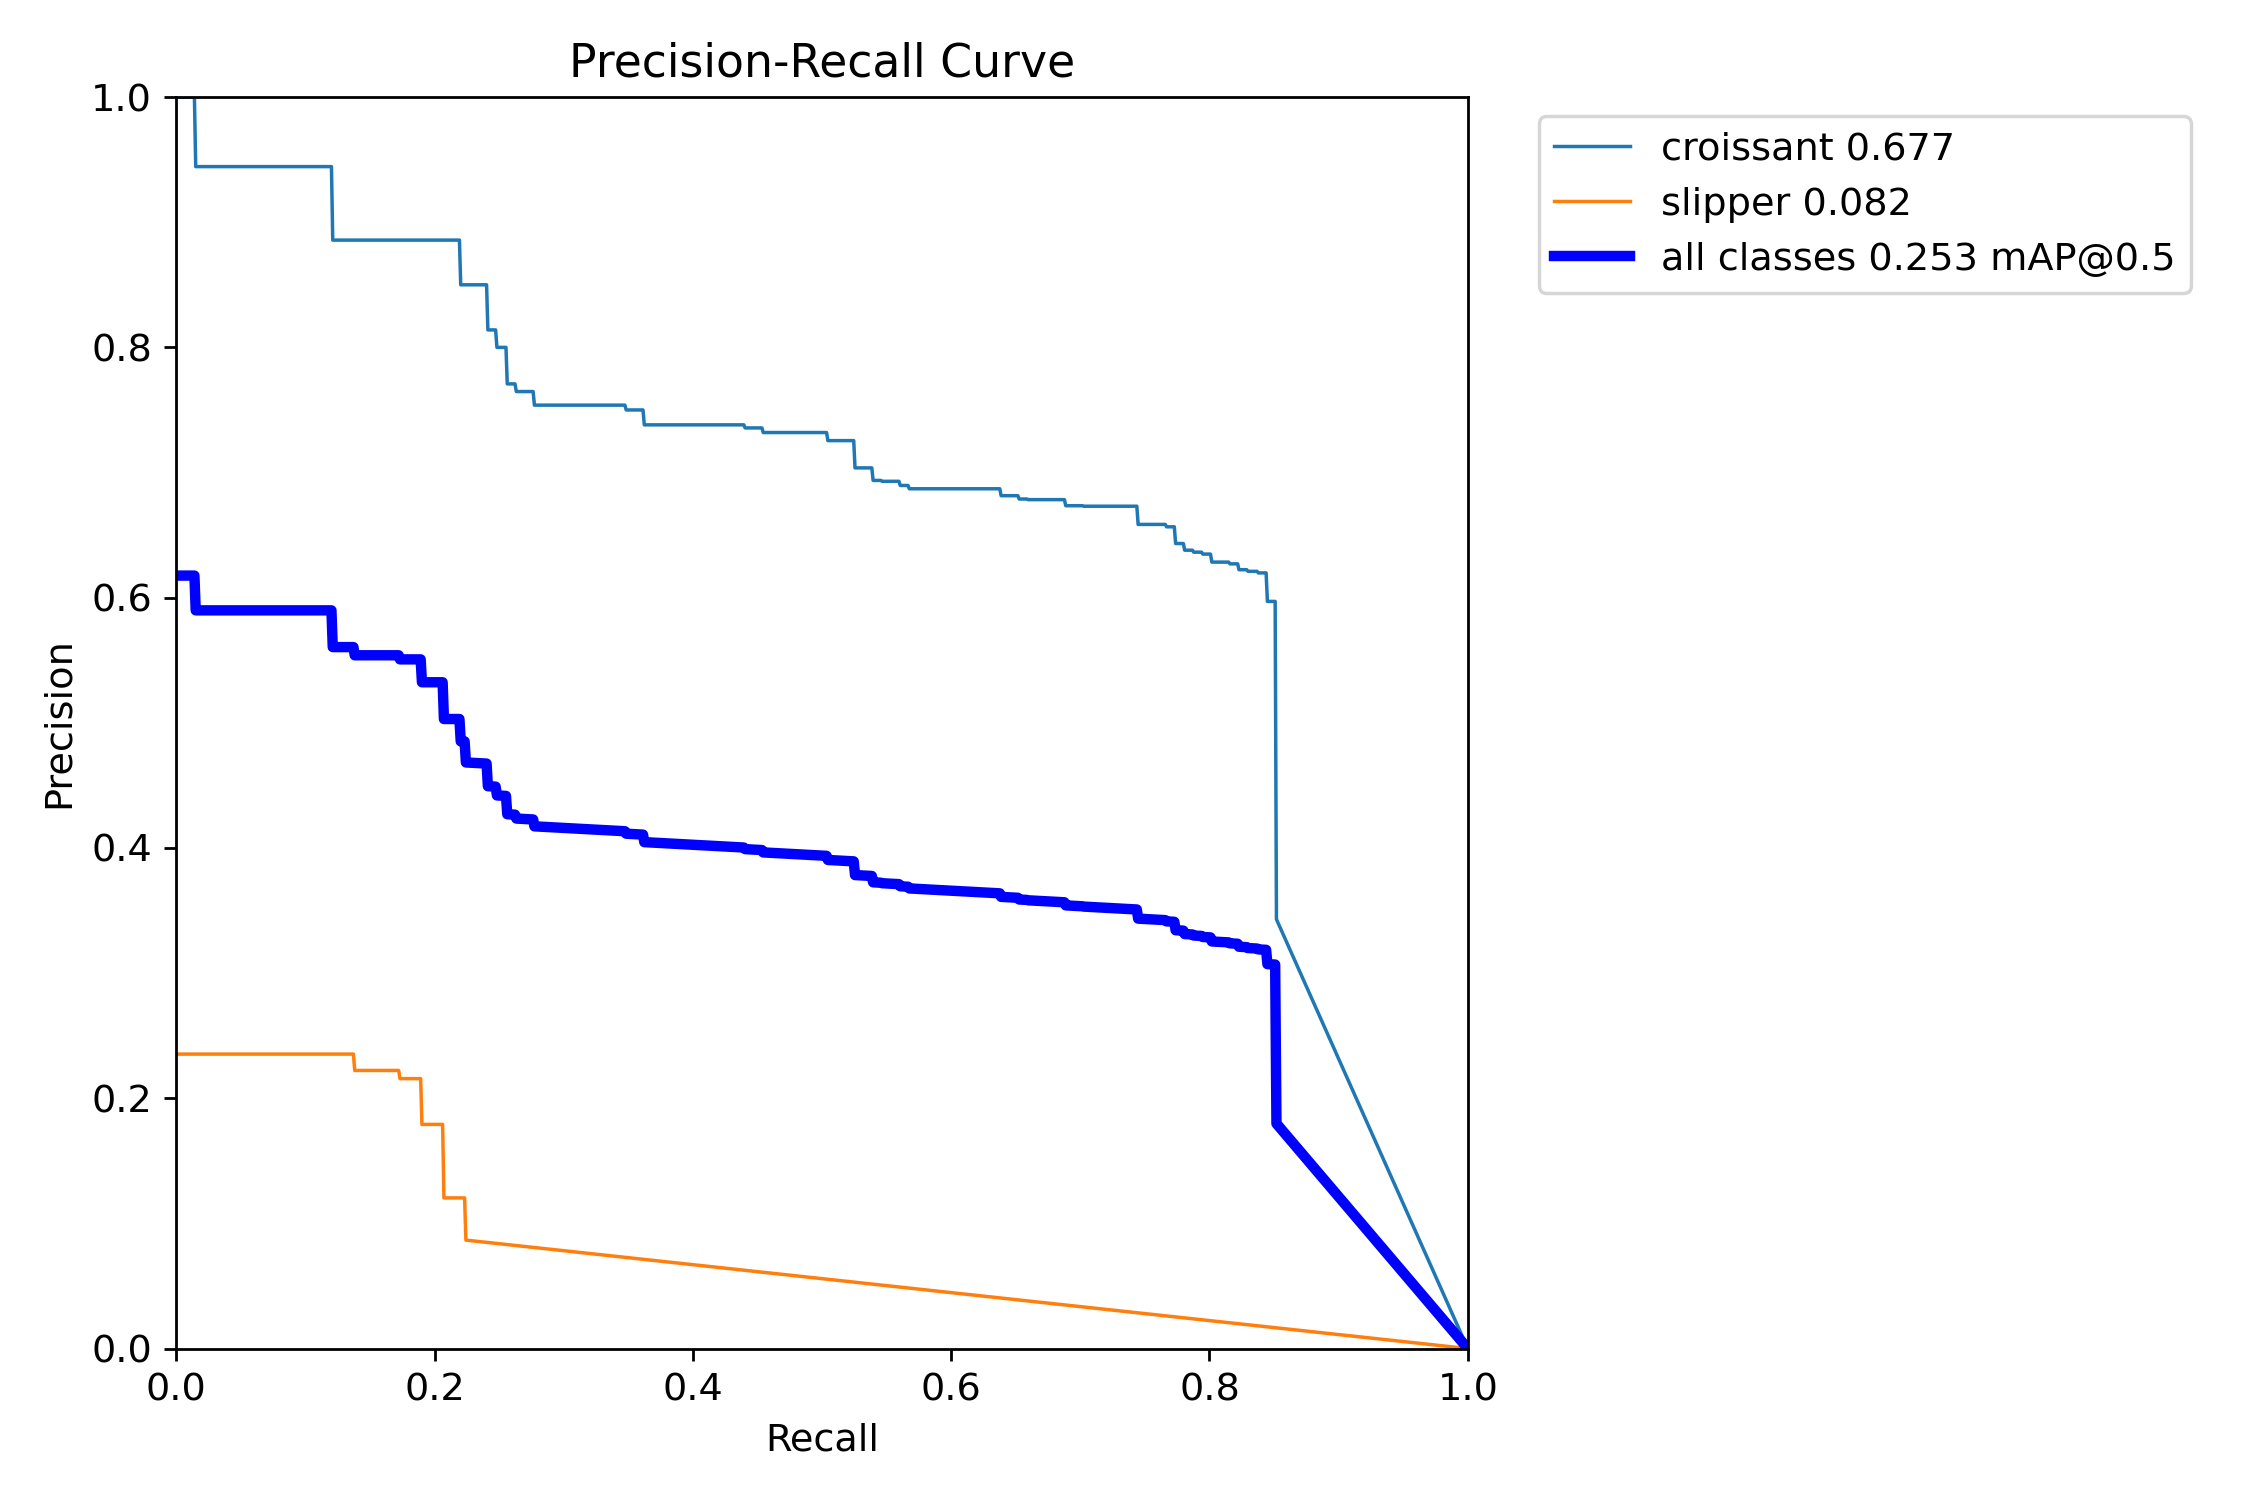 Precision-Recall Curve
croissant 0.677
slipper 0.082
all classes 0.253 mAP@0.5
Precision
1.0
0.8
0.6
0.4
0.2
0.0
0.0 0.2 0.4 0.6 0.8 1.0
Recall